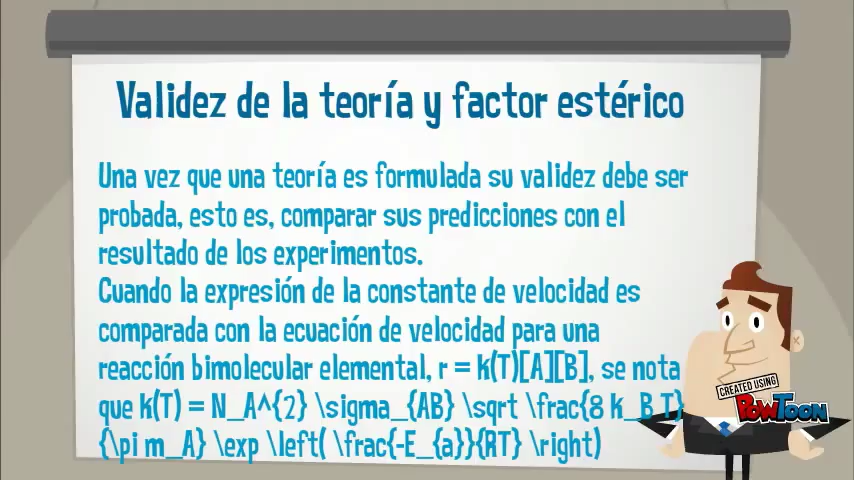 Validez de la teoría y factor estérico
Una vez que una teoría es formulada su validez debe ser
probada, esto es, comparar sus predicciones con el
resultado de los experimentos.
Cuando la expresión de la constante de velocidad es
comparada con la ecuación de velocidad para una
reacción bimolecular elemental, r = k(T)[A][B], se nota
que k(T) = N_A^{2} \sigma_{AB} \sqrt \frac{8 k_B T}
{\pi m_A} \exp \left( \frac{-E_{a}}{RT} \right)
CREATED USING
POWTOON